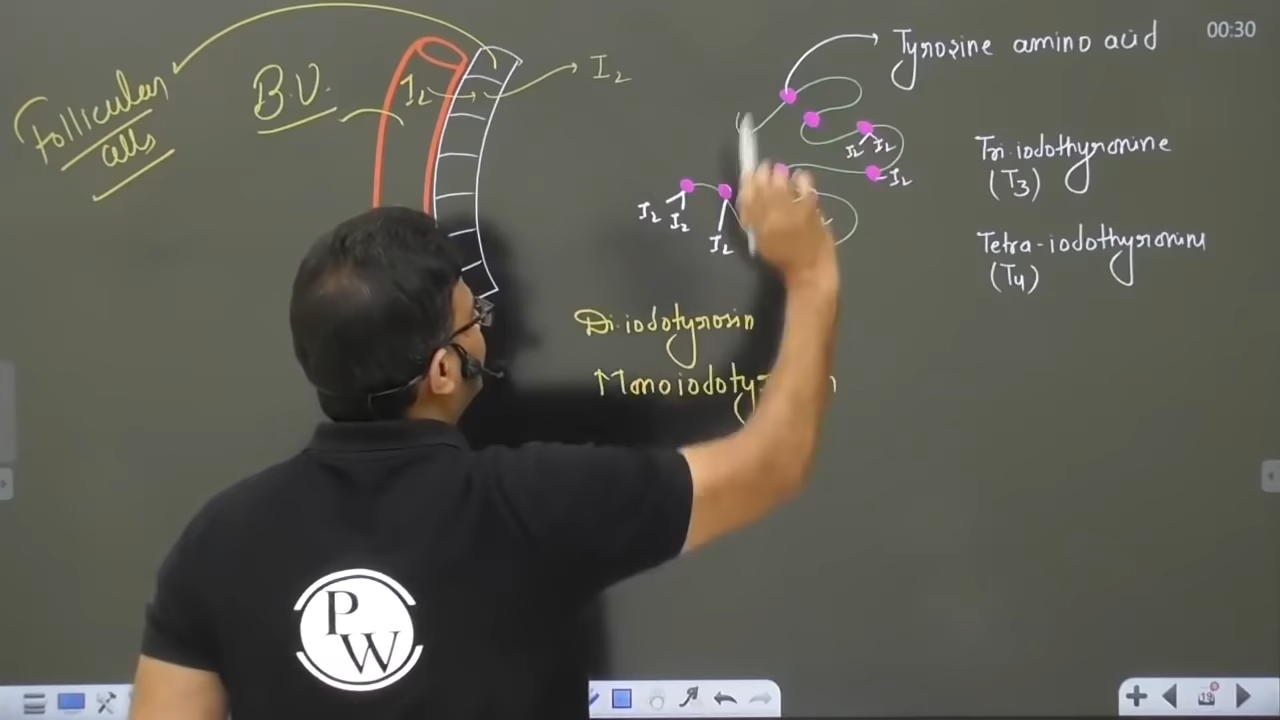 00:30
Tyrosine amino acid
I₂
B.V.
I₂
Follicular
cells
I₂ I₂
I₂
Tri.iodothyronine
(T₃)
I₂
I₂
I₂
Tetra-iodothyronine
(T₄)
Di.iodotyrosin
PW
19